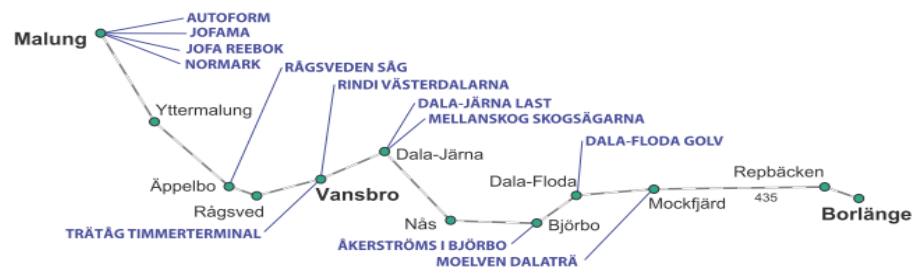 AUTOFORM
Malung
JOFAMA
JOFA REEBOK
NORMARK
RÅGSVEDEN SÅG
RINDI VÄSTERDALARNA
Yttermalung
DALA-JÄRNA LAST
MELLANSKOG SKOGSÄGARNA
DALA-FLODA GOLV
Dala-Järna
Repbäcken
Äppelbo
Dala-Floda
Vansbro
435
Mockfjärd
Rågsved
Borlänge
Nås
Björbo
TRÄTÅG TIMMERTERMINAL
ÅKERSTRÖMS I BJÖRBO
MOELVEN DALATRÄ